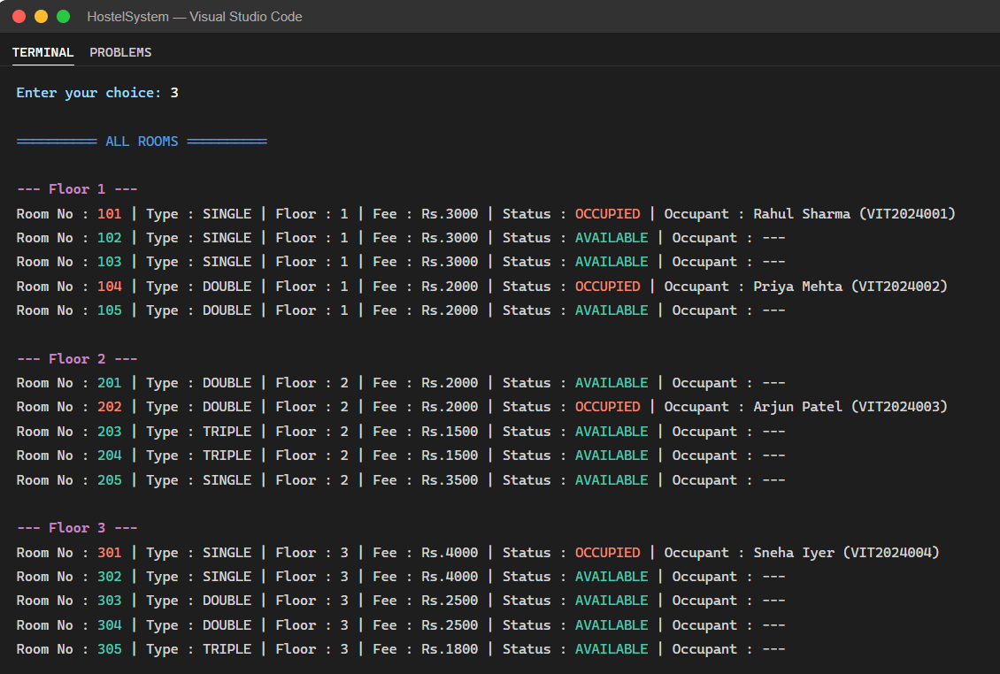 HostelSystem — Visual Studio Code
TERMINAL PROBLEMS
Enter your choice: 3
══════════ ALL ROOMS ══════════
--- Floor 1 ---
Room No : 101 | Type : SINGLE | Floor : 1 | Fee : Rs.3000 | Status : OCCUPIED | Occupant : Rahul Sharma (VIT2024001)
Room No : 102 | Type : SINGLE | Floor : 1 | Fee : Rs.3000 | Status : AVAILABLE | Occupant : ---
Room No : 103 | Type : SINGLE | Floor : 1 | Fee : Rs.3000 | Status : AVAILABLE | Occupant : ---
Room No : 104 | Type : DOUBLE | Floor : 1 | Fee : Rs.2000 | Status : OCCUPIED | Occupant : Priya Mehta (VIT2024002)
Room No : 105 | Type : DOUBLE | Floor : 1 | Fee : Rs.2000 | Status : AVAILABLE | Occupant : ---
--- Floor 2 ---
Room No : 201 | Type : DOUBLE | Floor : 2 | Fee : Rs.2000 | Status : AVAILABLE | Occupant : ---
Room No : 202 | Type : DOUBLE | Floor : 2 | Fee : Rs.2000 | Status : OCCUPIED | Occupant : Arjun Patel (VIT2024003)
Room No : 203 | Type : TRIPLE | Floor : 2 | Fee : Rs.1500 | Status : AVAILABLE | Occupant : ---
Room No : 204 | Type : TRIPLE | Floor : 2 | Fee : Rs.1500 | Status : AVAILABLE | Occupant : ---
Room No : 205 | Type : SINGLE | Floor : 2 | Fee : Rs.3500 | Status : AVAILABLE | Occupant : ---
--- Floor 3 ---
Room No : 301 | Type : SINGLE | Floor : 3 | Fee : Rs.4000 | Status : OCCUPIED | Occupant : Sneha Iyer (VIT2024004)
Room No : 302 | Type : SINGLE | Floor : 3 | Fee : Rs.4000 | Status : AVAILABLE | Occupant : ---
Room No : 303 | Type : DOUBLE | Floor : 3 | Fee : Rs.2500 | Status : AVAILABLE | Occupant : ---
Room No : 304 | Type : DOUBLE | Floor : 3 | Fee : Rs.2500 | Status : AVAILABLE | Occupant : ---
Room No : 305 | Type : TRIPLE | Floor : 3 | Fee : Rs.1800 | Status : AVAILABLE | Occupant : ---